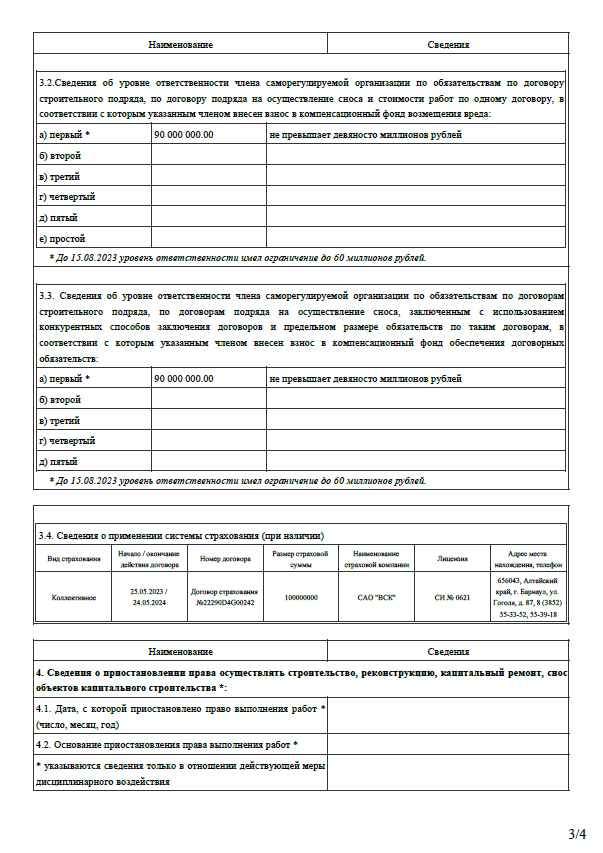 Наименование Сведения
3.2.Сведения об уровне ответственности члена саморегулируемой организации по обязательствам по договору
строительного подряда, по договору подряда на осуществление сноса и стоимости работ по одному договору, в
соответствии с которым указанным членом внесен взнос в компенсационный фонд возмещения вреда:
а) первый * 90 000 000.00 не превышает девяносто миллионов рублей
б) второй
в) третий
г) четвертый
д) пятый
е) простой
* До 15.08.2023 уровень ответственности имел ограничение до 60 миллионов рублей.
3.3. Сведения об уровне ответственности члена саморегулируемой организации по обязательствам по договорам
строительного подряда, по договорам подряда на осуществление сноса, заключенным с использованием
конкурентных способов заключения договоров и предельном размере обязательств по таким договорам, в
соответствии с которым указанным членом внесен взнос в компенсационный фонд обеспечения договорных
обязательств:
а) первый * 90 000 000.00 не превышает девяносто миллионов рублей
б) второй
в) третий
г) четвертый
д) пятый
* До 15.08.2023 уровень ответственности имел ограничение до 60 миллионов рублей.
3.4. Сведения о применении системы страхования (при наличии)
Вид страхования
Начало / окончание
действия договора
Номер договора
Размер страховой
суммы
Наименование
страховой компании
Лицензия
Адрес места
нахождения, телефон
Коллективное
25.05.2023 /
24.05.2024
Договор страхования
№22290D4G00242
100000000
САО "ВСК"
СИ № 0621
656043, Алтайский
край, г. Барнаул, ул.
Гоголя, д. 87, 8 (3852)
55-33-52, 55-39-18
Наименование Сведения
4. Сведения о приостановлении права осуществлять строительство, реконструкцию, капитальный ремонт, снос
объектов капитального строительства *:
4.1. Дата, с которой приостановлено право выполнения работ *
(число, месяц, год)
4.2. Основание приостановления права выполнения работ *
* указываются сведения только в отношении действующей меры
дисциплинарного воздействия
3/4